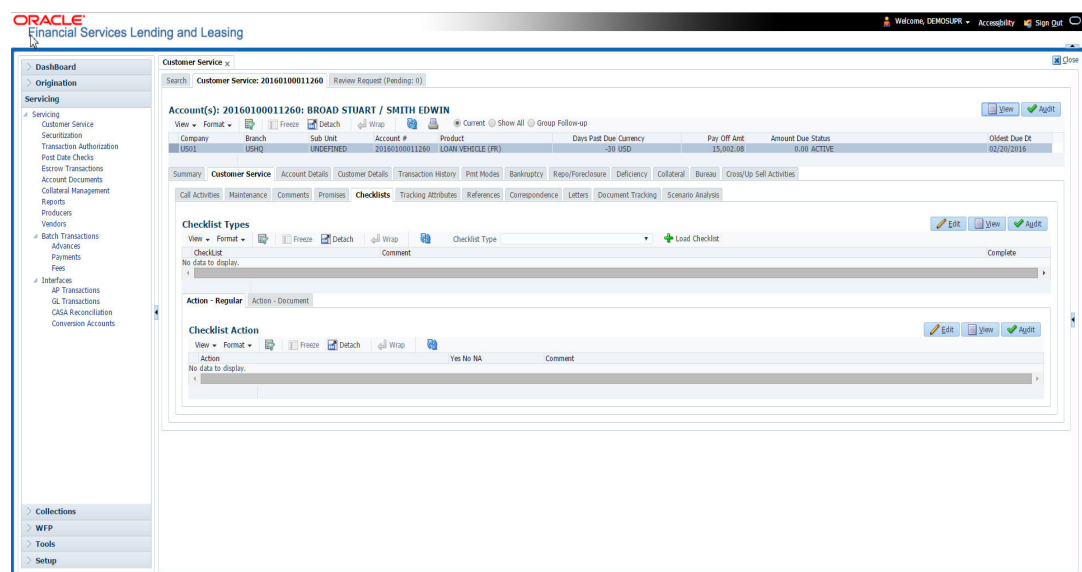 ORACLE
Financial Services Lending and Leasing
Welcome, DEMOSUPR Accessibility Sign Out
Close
DashBoard
Origination
Servicing
Servicing
Customer Service
Securitization
Transaction Authorization
Post Date Checks
Escrow Transactions
Account Documents
Collateral Management
Reports
Producers
Vendors
Batch Transactions
Advances
Payments
Fees
Interfaces
AP Transactions
GL Transactions
CASA Reconciliation
Conversion Accounts
Collections
WFP
Tools
Setup
Customer Service x
Search Customer Service: 20160100011260 Review Request (Pending: 0)
Account(s): 20160100011260: BROAD STUART / SMITH EDWIN
View Audit
View Format Freeze Detach Wrap Current Show All Group Follow-up
Company Branch Sub Unit Account # Product Days Past Due Currency Pay Off Amt Amount Due Status Oldest Due Dt
US01 USHQ UNDEFINED 20160100011260 LOAN VEHICLE (FR) -30 USD 15,002.08 0.00 ACTIVE 02/20/2016
Summary Customer Service Account Details Customer Details Transaction History Pmt Modes Bankruptcy Repo/Foreclosure Deficiency Collateral Bureau Cross/Up Sell Activities
Call Activities Maintenance Comments Promises Checklists Tracking Attributes References Correspondence Letters Document Tracking Scenario Analysis
Checklist Types
Edit View Audit
View Format Freeze Detach Wrap Checklist Type Load Checklist
CheckList Comment Complete
No data to display.
Action - Regular Action - Document
Checklist Action
Edit View Audit
View Format Freeze Detach Wrap
Action Yes No NA Comment
No data to display.